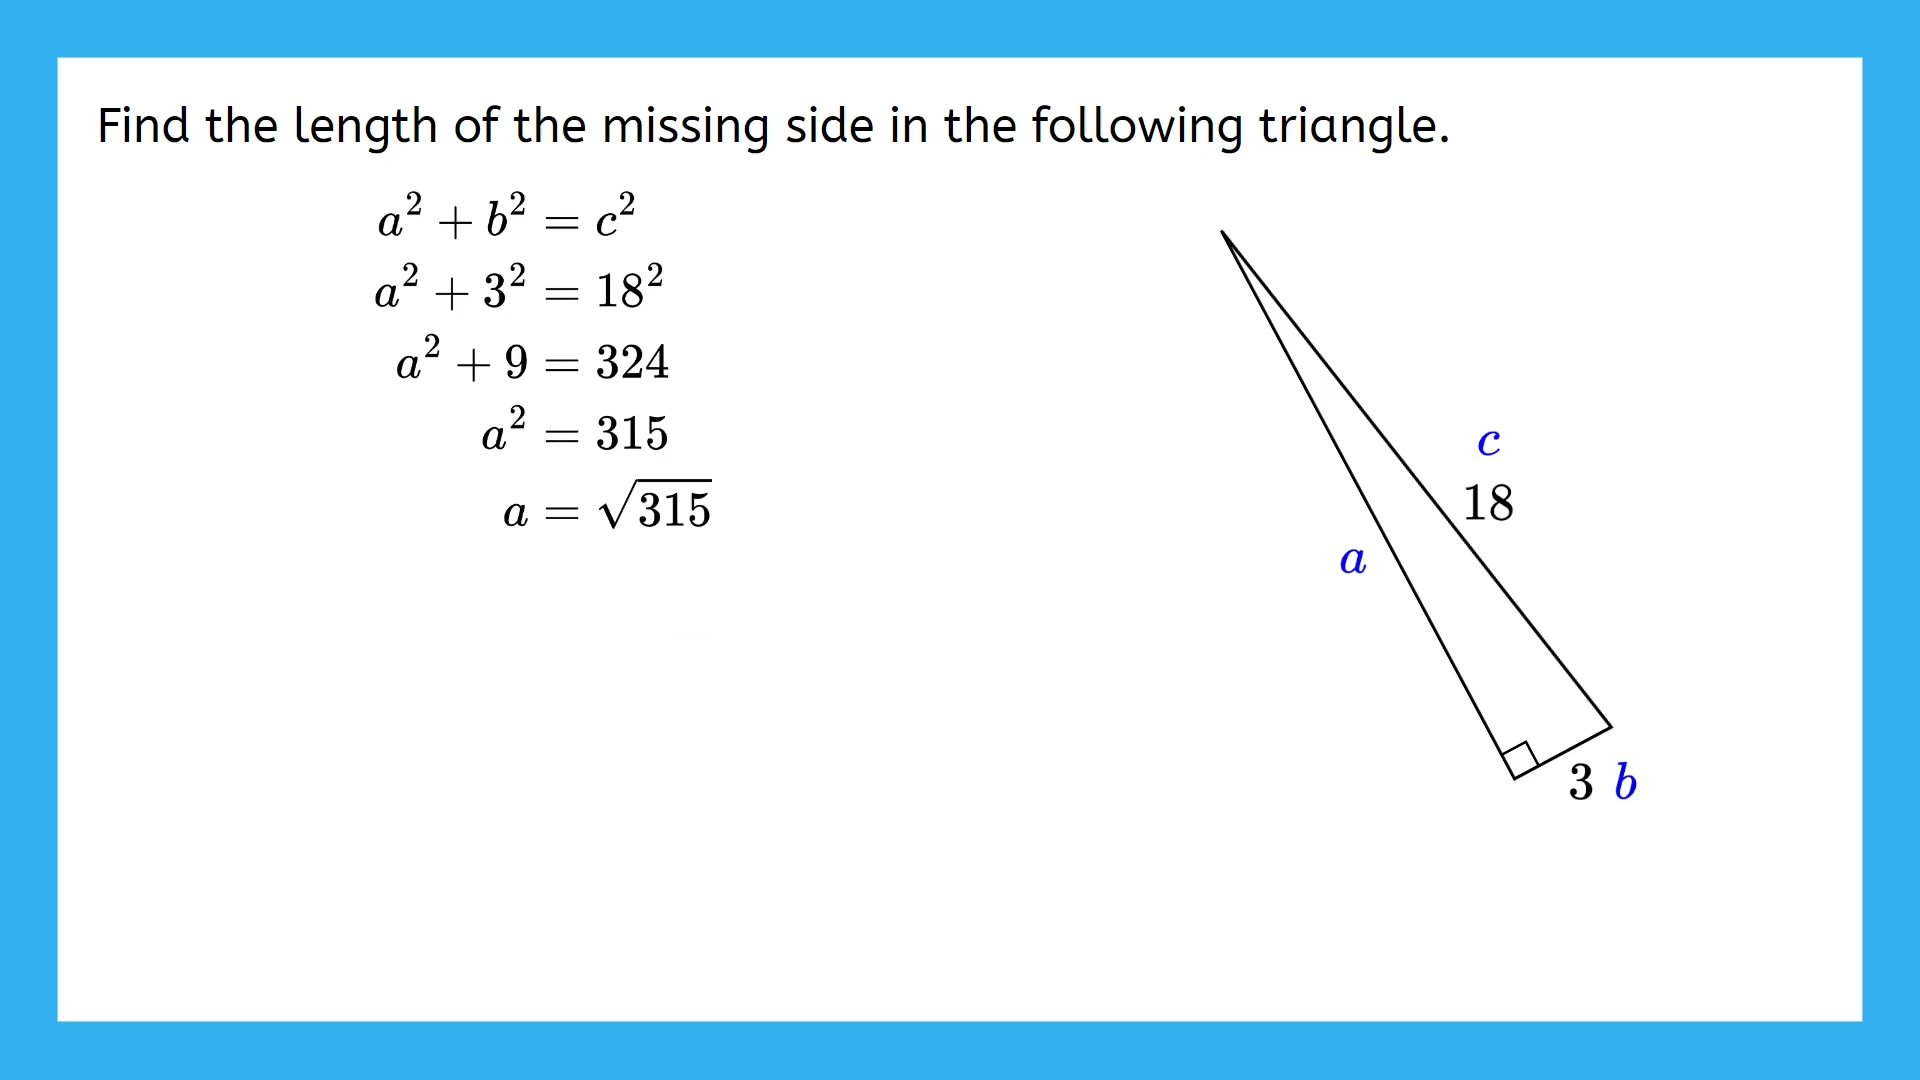 Find the length of the missing side in the following triangle.
a² + b² = c²
a² + 3² = 18²
a² + 9 = 324
a² = 315
a = √315
c
18
a
3 b